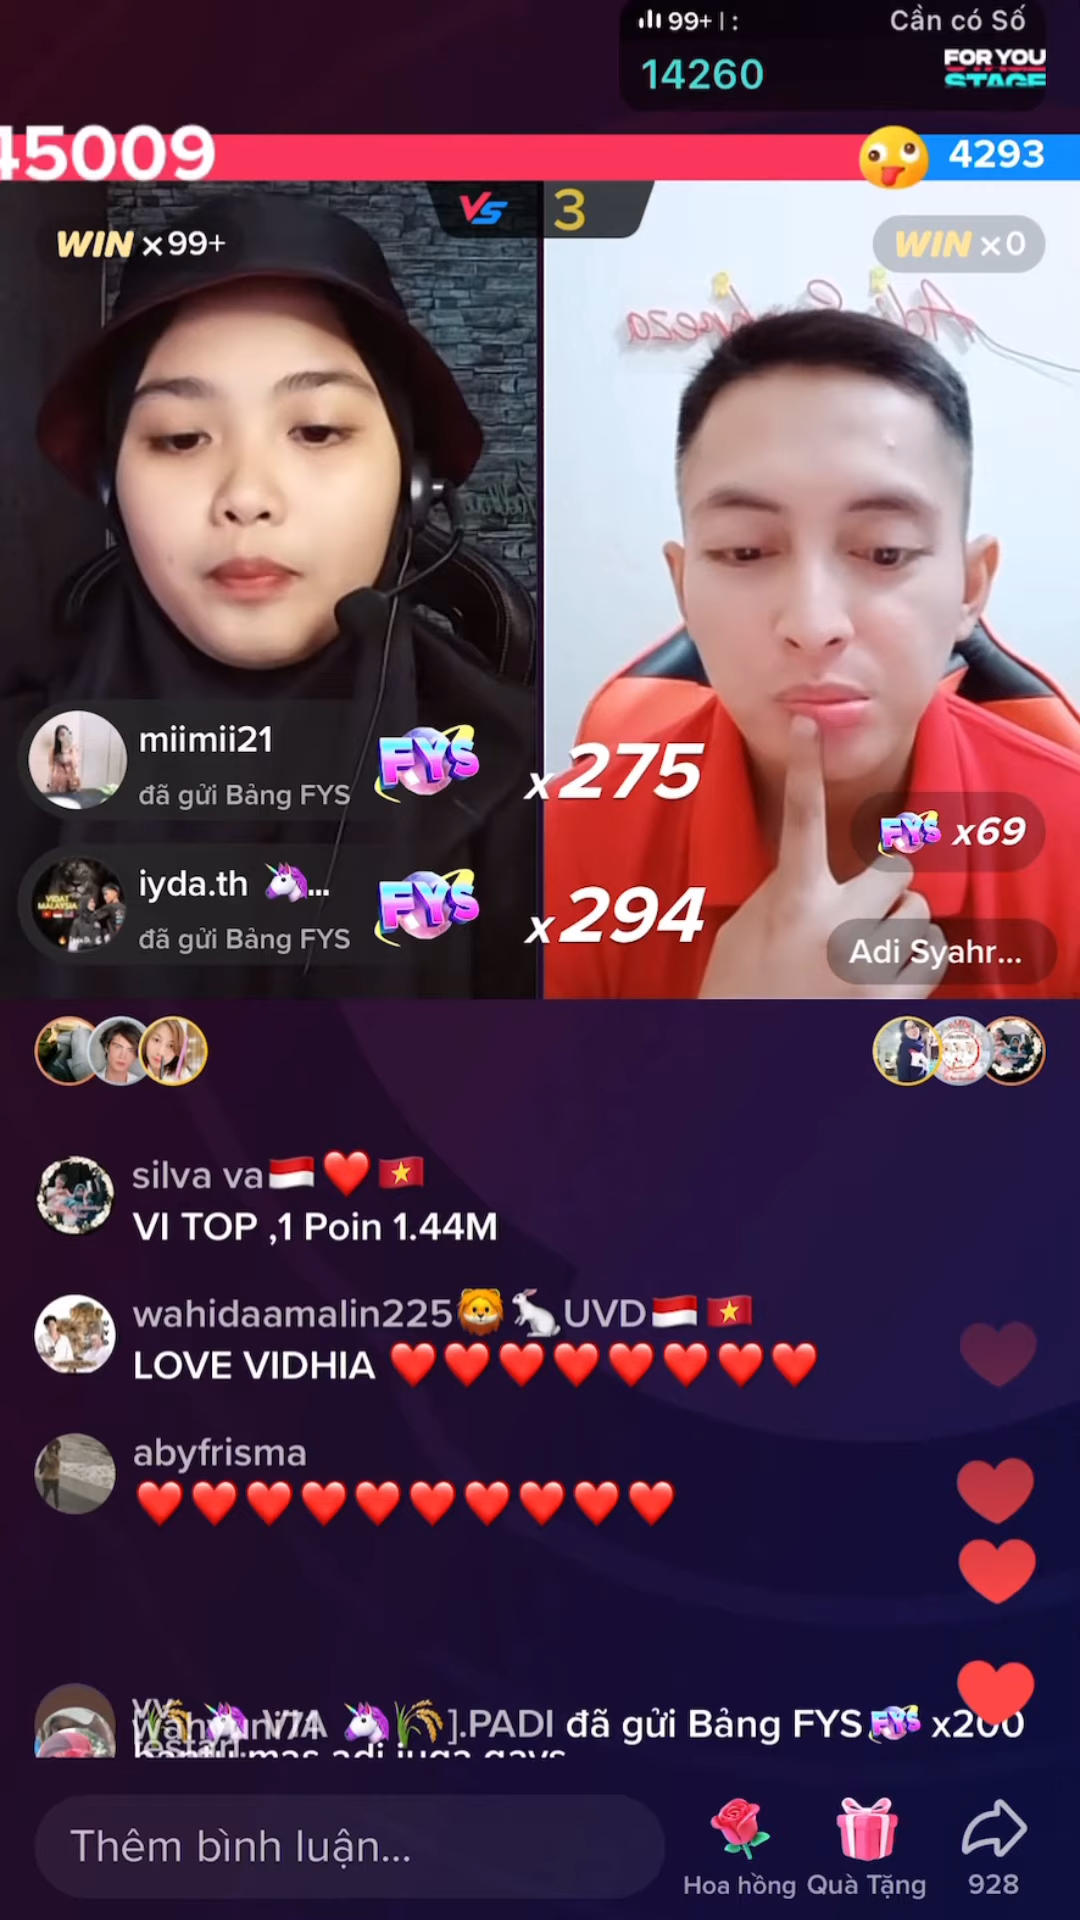 99+ | :
Cần có Số
14260
FOR YOU
STAGE
45009
4293
VS
3
WIN x99+
WIN x0
miimii21
đã gửi Bảng FYS
FYS
x275
FYS x69
iyda.th 🦄...
đã gửi Bảng FYS
FYS
x294
Adi Syahr...
silva va🇮🇩❤️🇻🇳
VI TOP ,1 Poin 1.44M
wahidaamalin225🦁🐇UVD🇮🇩🇻🇳
LOVE VIDHIA ❤️❤️❤️❤️❤️❤️❤️❤️
abyfrisma
❤️❤️❤️❤️❤️❤️❤️❤️❤️❤️
🦄🌾].PADI đã gửi Bảng FYS FYS x200
Thêm bình luận...
Hoa hồng
Quà Tặng
928